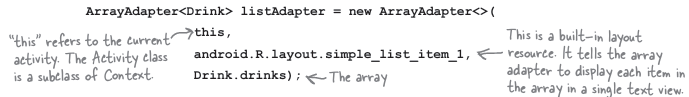 ArrayAdapter<Drink> listAdapter = new ArrayAdapter<>(
"this" refers to the current
activity. The Activity class
is a subclass of Context.
this,
android.R.layout.simple_list_item_1,
Drink.drinks);
The array
This is a built-in layout
resource. It tells the array
adapter to display each item in
the array in a single text view.